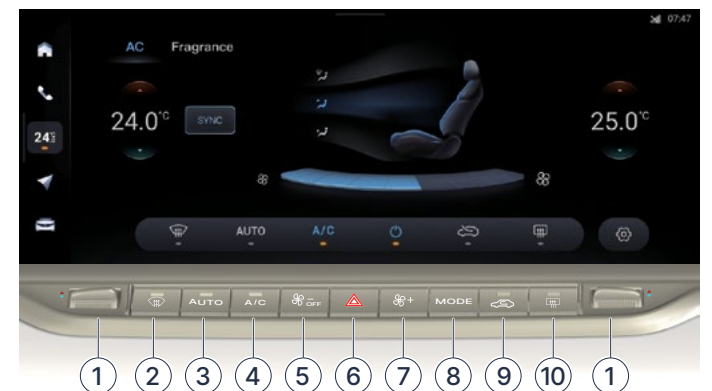 07:47
AC Fragrance
24.0°C SYNC 25.0°C
24
AUTO A/C
AUTO A/C − OFF + MODE
1 2 3 4 5 6 7 8 9 10 1